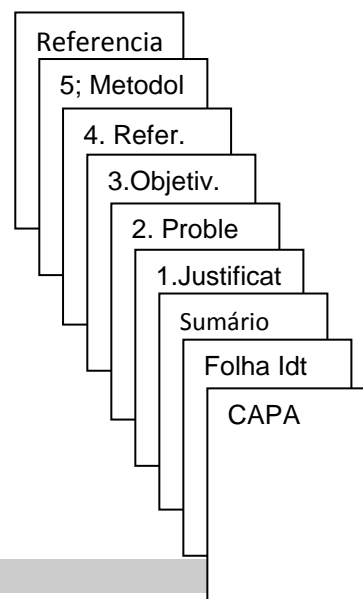 Referencia
5; Metodol
4. Refer.
3.Objetiv.
2. Proble
1.Justificat
Sumário
Folha Idt
CAPA